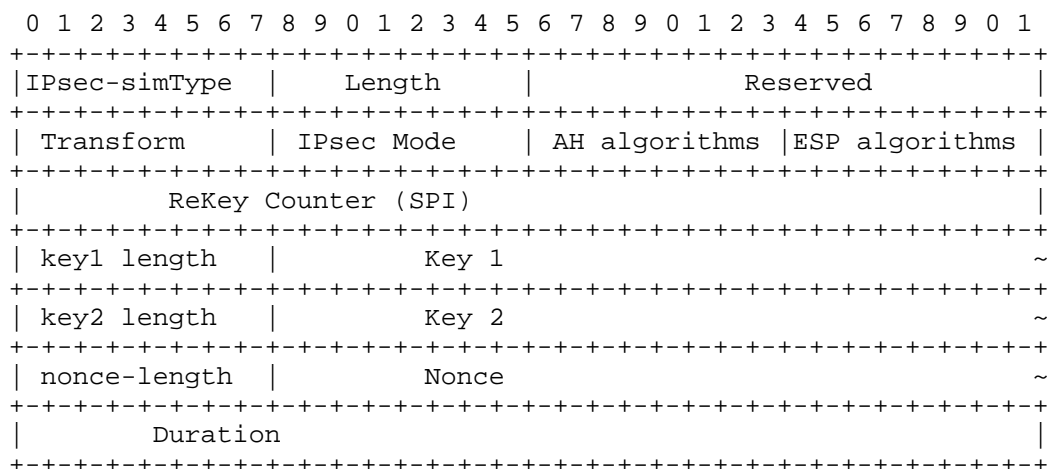 0 1 2 3 4 5 6 7 8 9 0 1 2 3 4 5 6 7 8 9 0 1 2 3 4 5 6 7 8 9 0 1
+-+-+-+-+-+-+-+-+-+-+-+-+-+-+-+-+-+-+-+-+-+-+-+-+-+-+-+-+-+-+-+-+
|IPsec-simType  |    Length     |             Reserved          |
+-+-+-+-+-+-+-+-+-+-+-+-+-+-+-+-+-+-+-+-+-+-+-+-+-+-+-+-+-+-+-+-+
| Transform     | IPsec Mode    | AH algorithms |ESP algorithms |
+-+-+-+-+-+-+-+-+-+-+-+-+-+-+-+-+-+-+-+-+-+-+-+-+-+-+-+-+-+-+-+-+
|         ReKey Counter (SPI)                                   |
+-+-+-+-+-+-+-+-+-+-+-+-+-+-+-+-+-+-+-+-+-+-+-+-+-+-+-+-+-+-+-+-+
| key1 length   |         Key 1                                 ~
+-+-+-+-+-+-+-+-+-+-+-+-+-+-+-+-+-+-+-+-+-+-+-+-+-+-+-+-+-+-+-+-+
| key2 length   |         Key 2                                 ~
+-+-+-+-+-+-+-+-+-+-+-+-+-+-+-+-+-+-+-+-+-+-+-+-+-+-+-+-+-+-+-+-+
| nonce-length  |         Nonce                                 ~
+-+-+-+-+-+-+-+-+-+-+-+-+-+-+-+-+-+-+-+-+-+-+-+-+-+-+-+-+-+-+-+-+
|        Duration                                               |
+-+-+-+-+-+-+-+-+-+-+-+-+-+-+-+-+-+-+-+-+-+-+-+-+-+-+-+-+-+-+-+-+